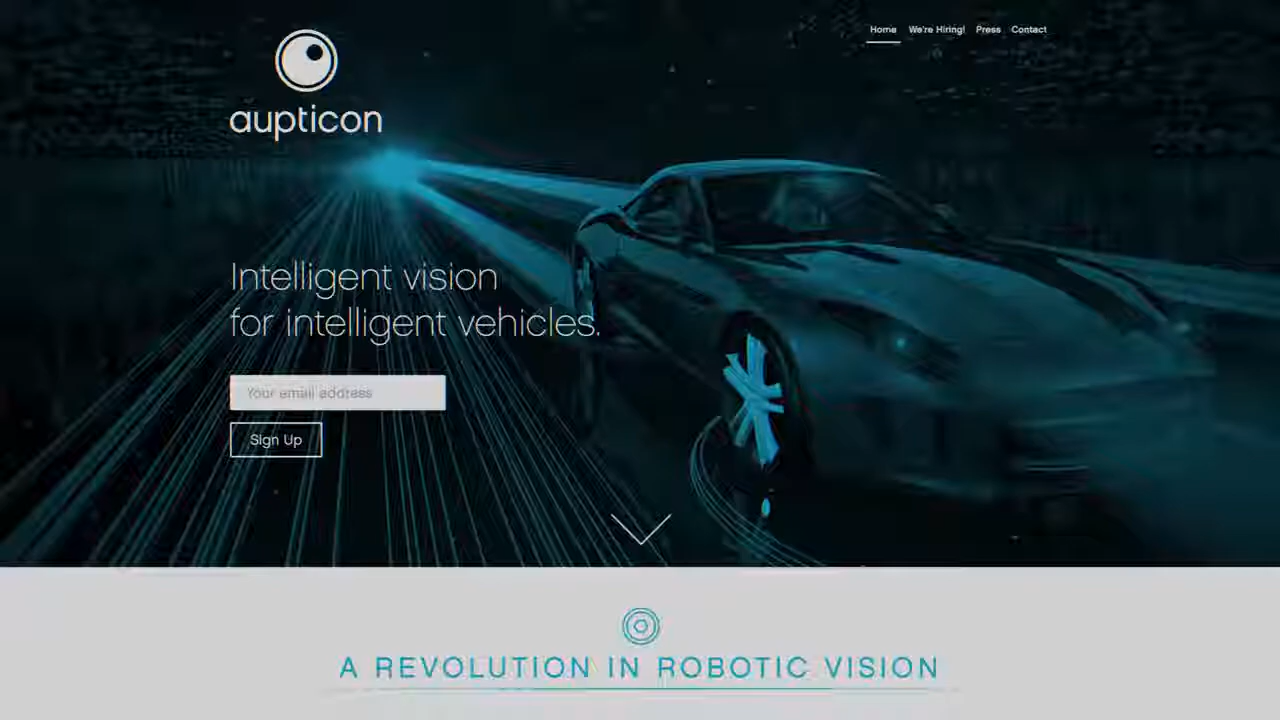 Home We're Hiring! Press Contact
aupticon
Intelligent vision
for intelligent vehicles.
Your email address
Sign Up
A REVOLUTION IN ROBOTIC VISION